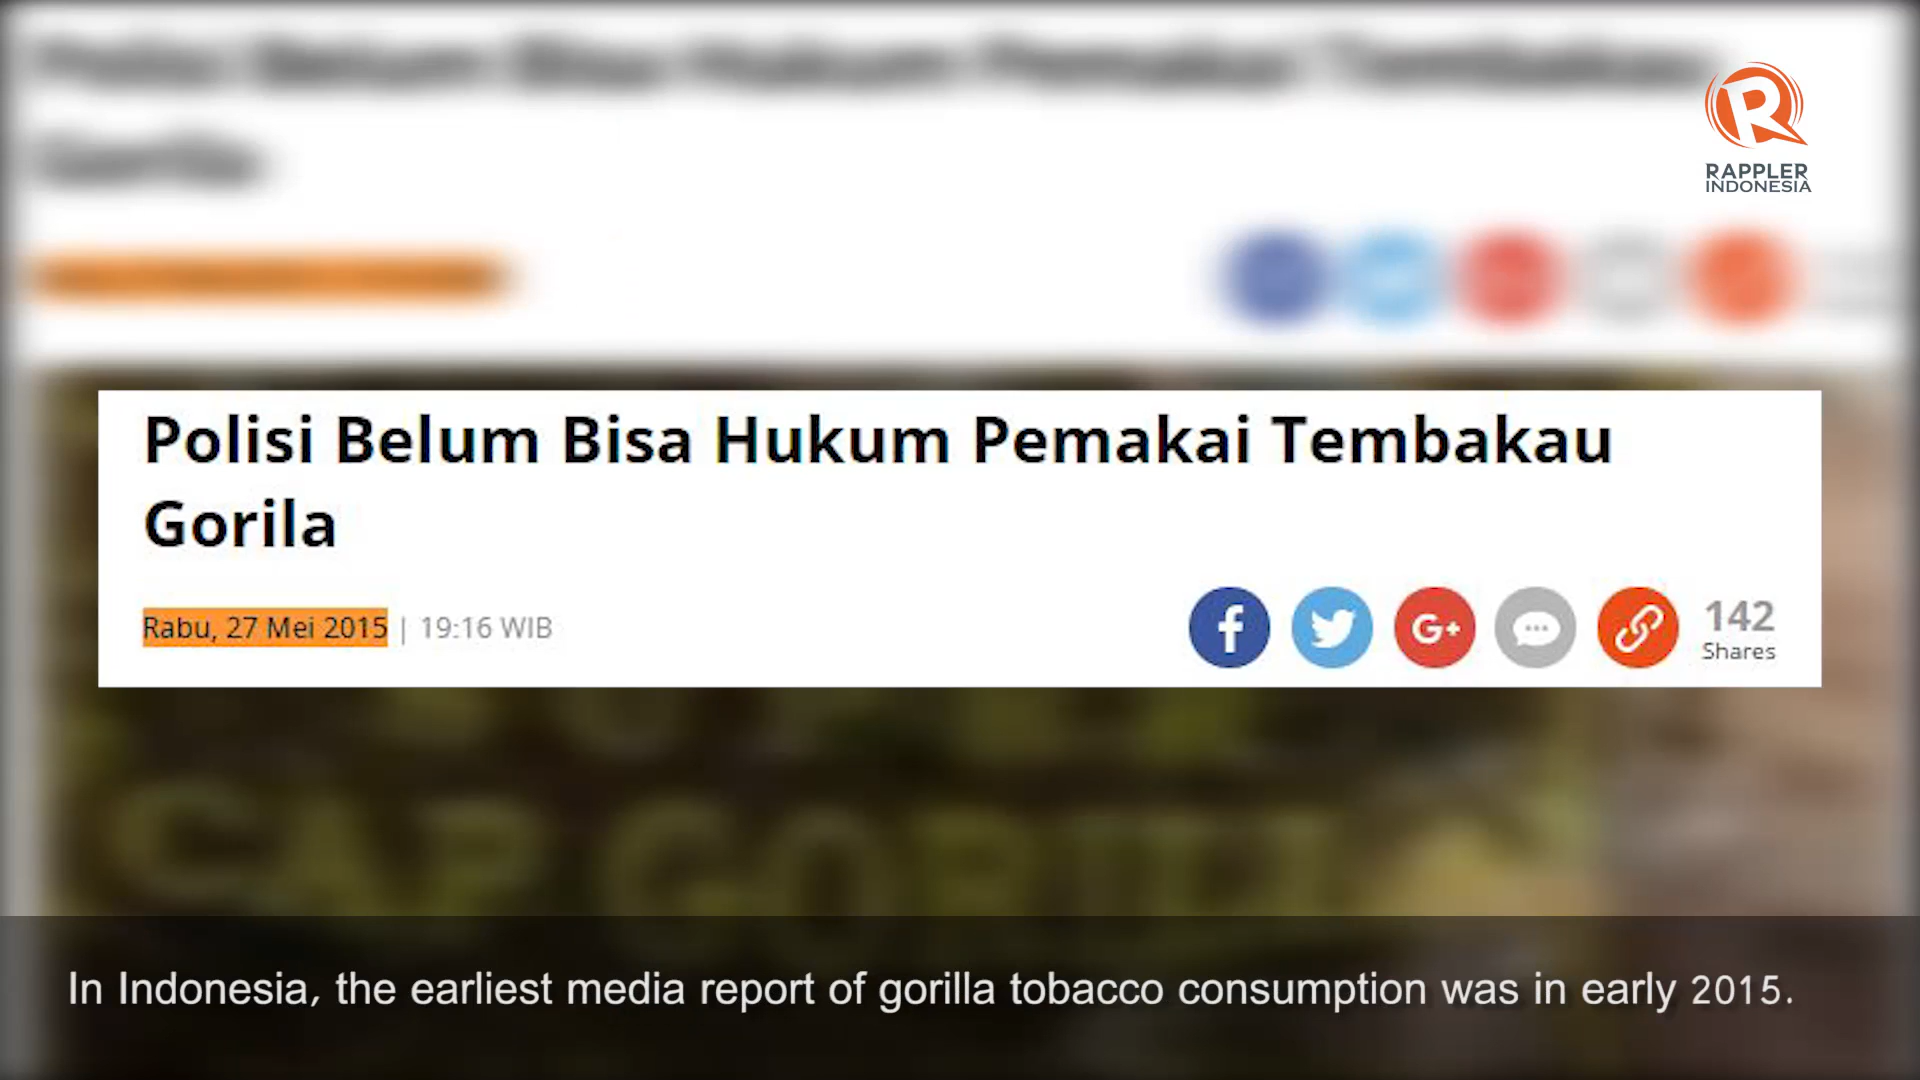 RAPPLER
INDONESIA
Polisi Belum Bisa Hukum Pemakai Tembakau
Gorila
Rabu, 27 Mei 2015 | 19:16 WIB
142
Shares
In Indonesia, the earliest media report of gorilla tobacco consumption was in early 2015.